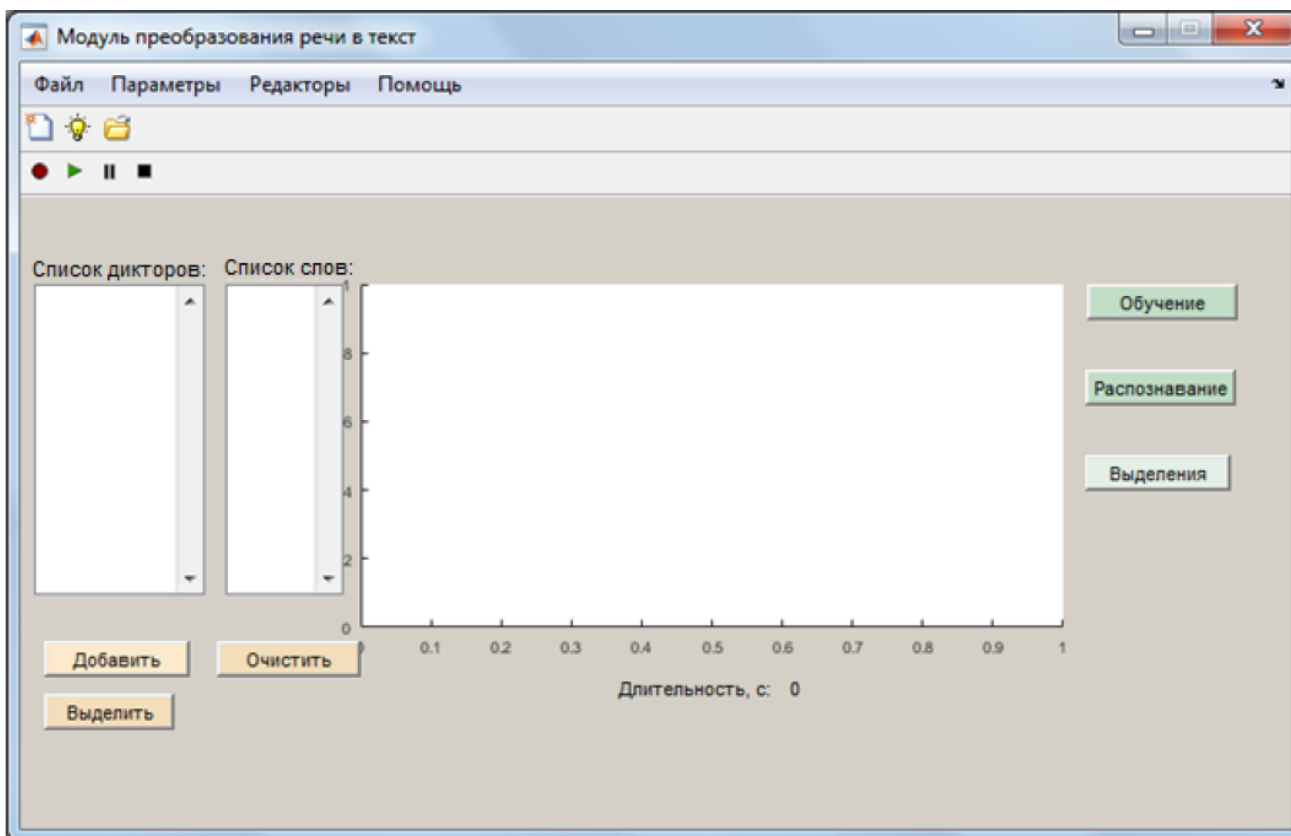 Модуль преобразования речи в текст
Файл Параметры Редакторы Помощь
Список дикторов: Список слов:
1
8
6
4
2
0
0.1 0.2 0.3 0.4 0.5 0.6 0.7 0.8 0.9 1
Длительность, с: 0
Обучение
Распознавание
Выделения
Добавить Очистить
Выделить